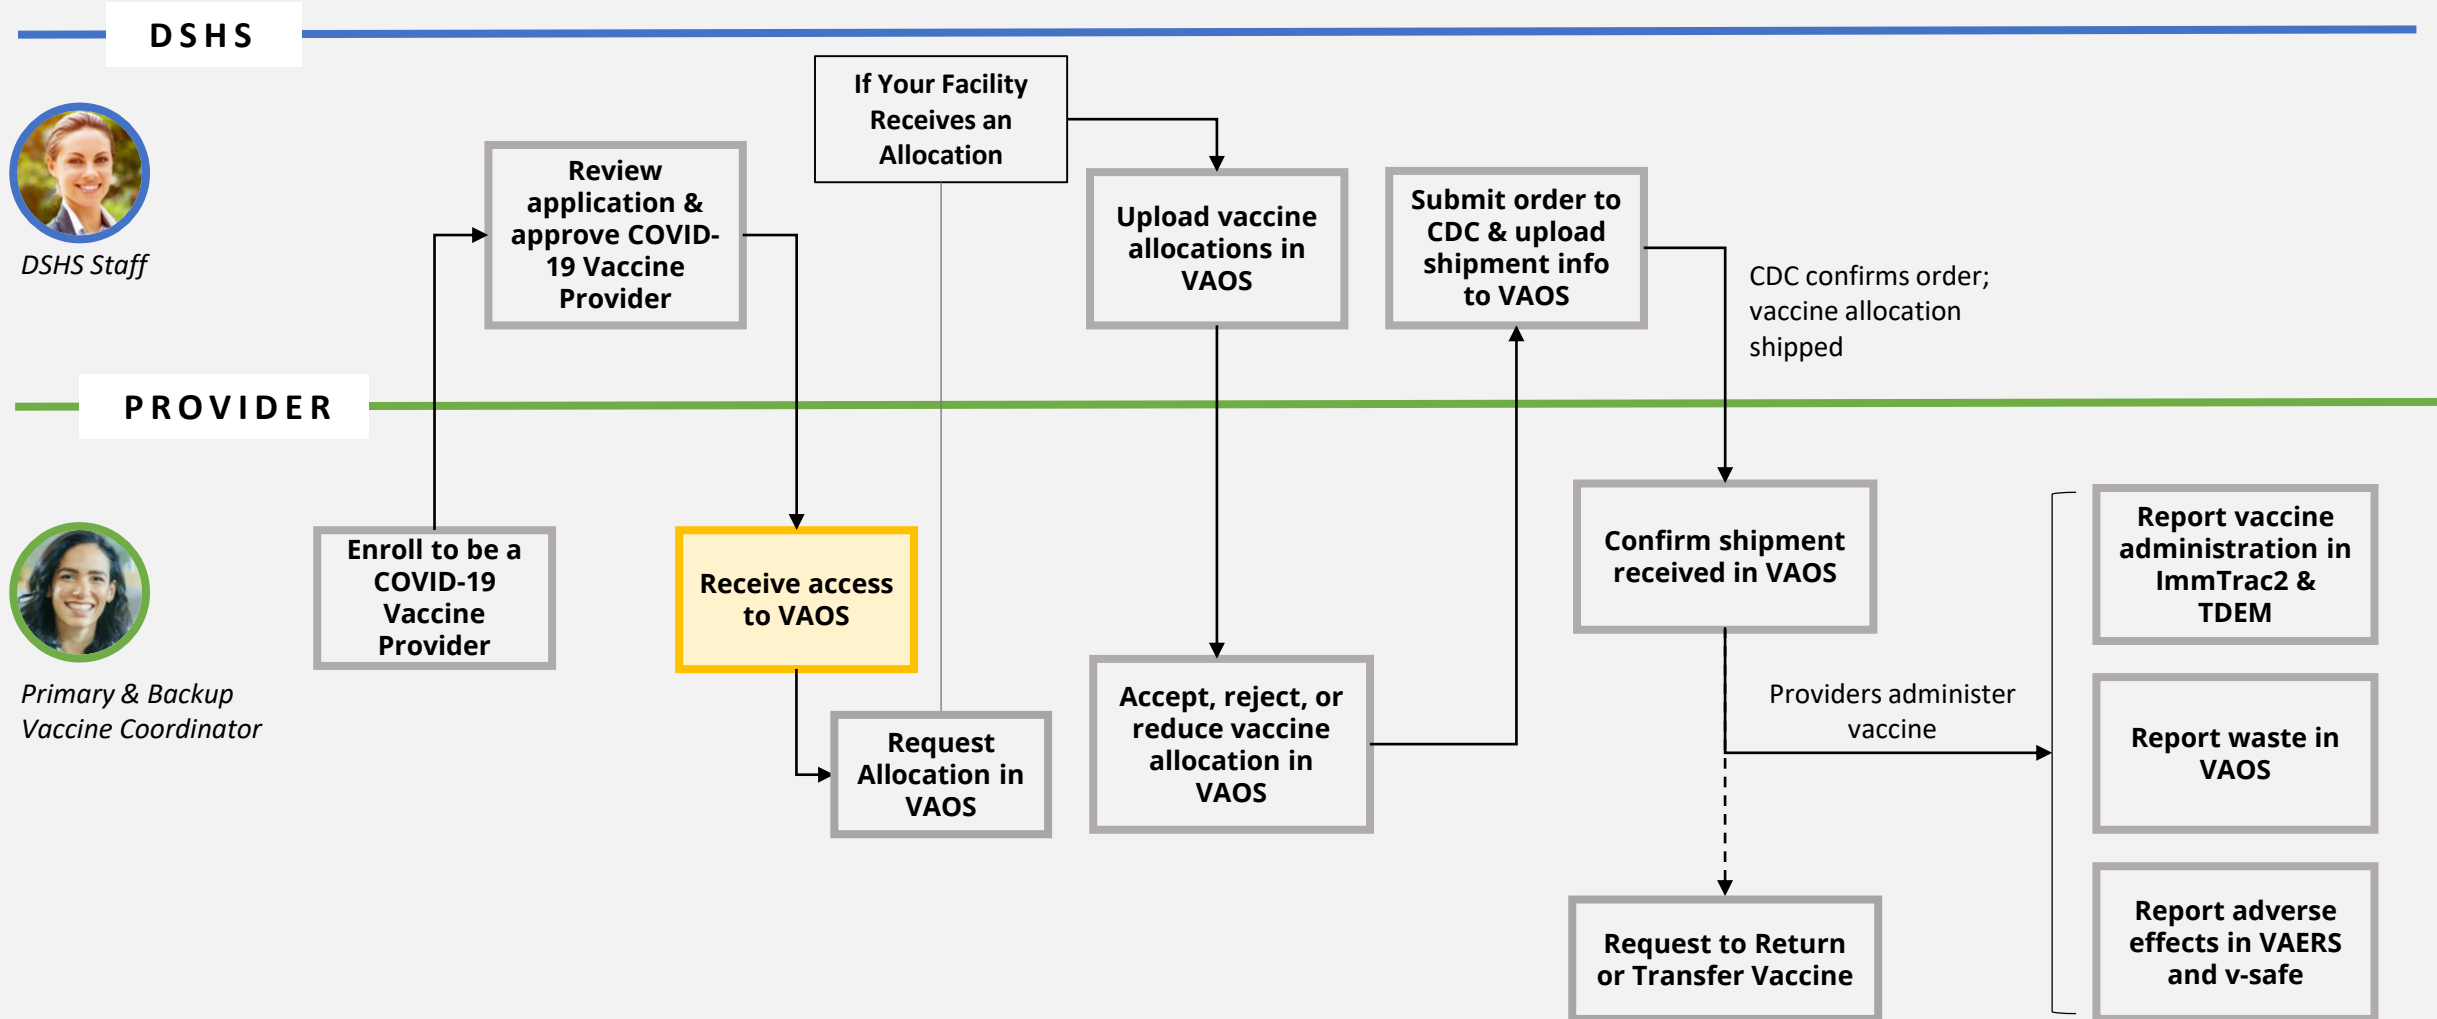 DSHS
If Your Facility
Receives an
Allocation
DSHS Staff
Review
application &
approve COVID-
19 Vaccine
Provider
Upload vaccine
allocations in
VAOS
Submit order to
CDC & upload
shipment info
to VAOS
CDC confirms order;
vaccine allocation
shipped
PROVIDER
Primary & Backup
Vaccine Coordinator
Enroll to be a
COVID-19
Vaccine
Provider
Receive access
to VAOS
Request
Allocation in
VAOS
Accept, reject, or
reduce vaccine
allocation in
VAOS
Confirm shipment
received in VAOS
Providers administer
vaccine
Request to Return
or Transfer Vaccine
Report vaccine
administration in
ImmTrac2 &
TDEM
Report waste in
VAOS
Report adverse
effects in VAERS
and v-safe